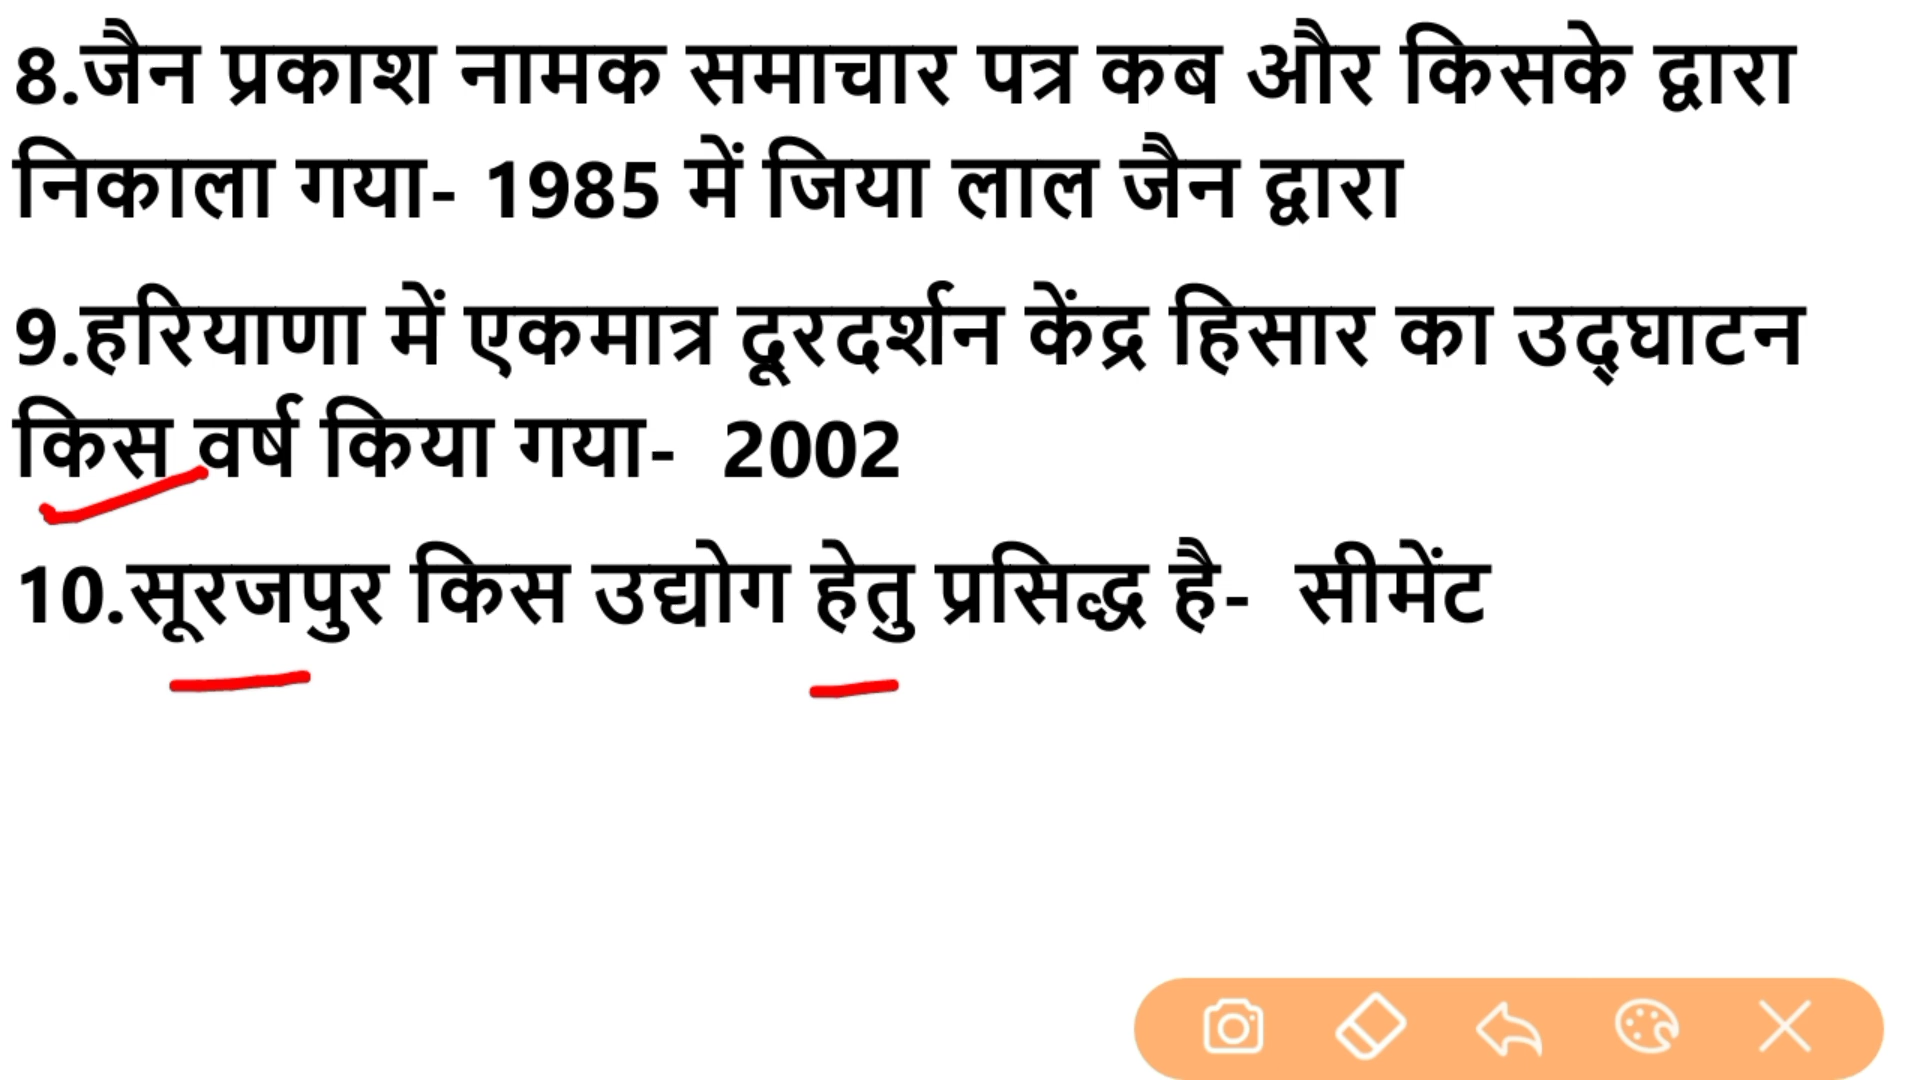 8.जैन प्रकाश नामक समाचार पत्र कब और किसके द्वारा
निकाला गया- 1985 में जिया लाल जैन द्वारा
9.हरियाणा में एकमात्र दूरदर्शन केंद्र हिसार का उद्घाटन
किस वर्ष किया गया-  2002
10.सूरजपुर किस उद्योग हेतु प्रसिद्ध है-  सीमेंट